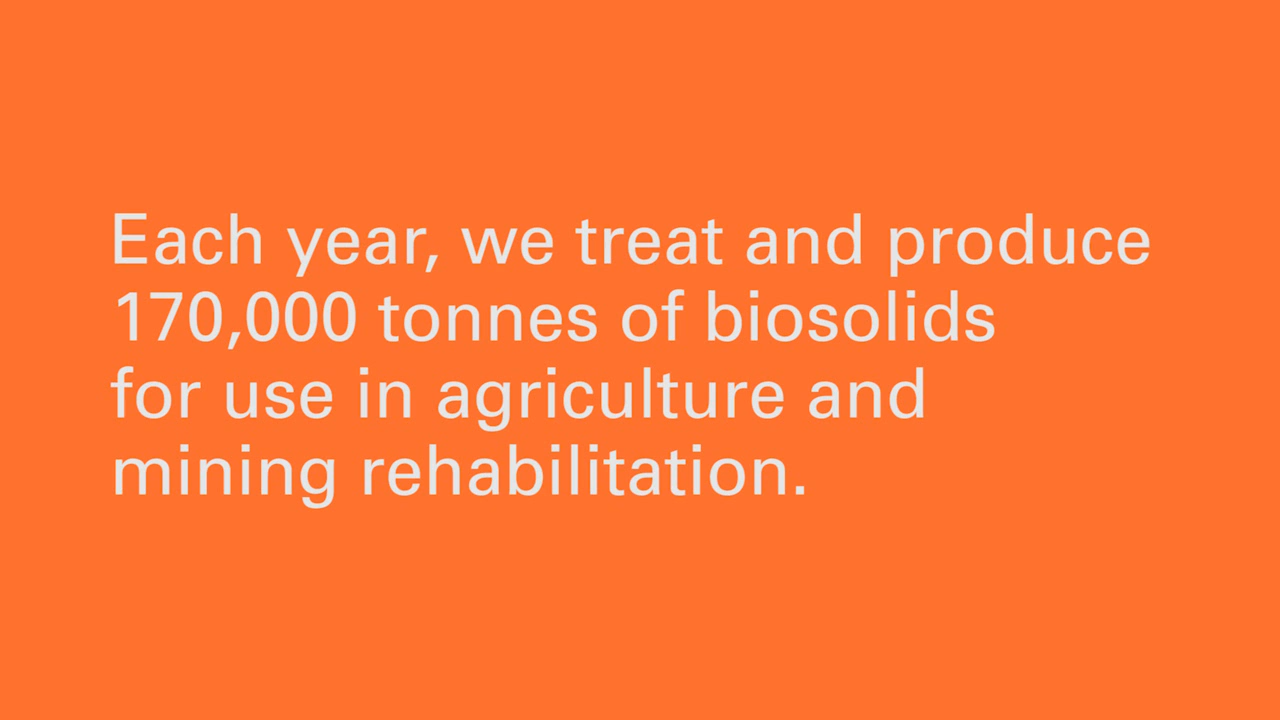 Each year, we treat and produce
170,000 tonnes of biosolids
for use in agriculture and
mining rehabilitation.